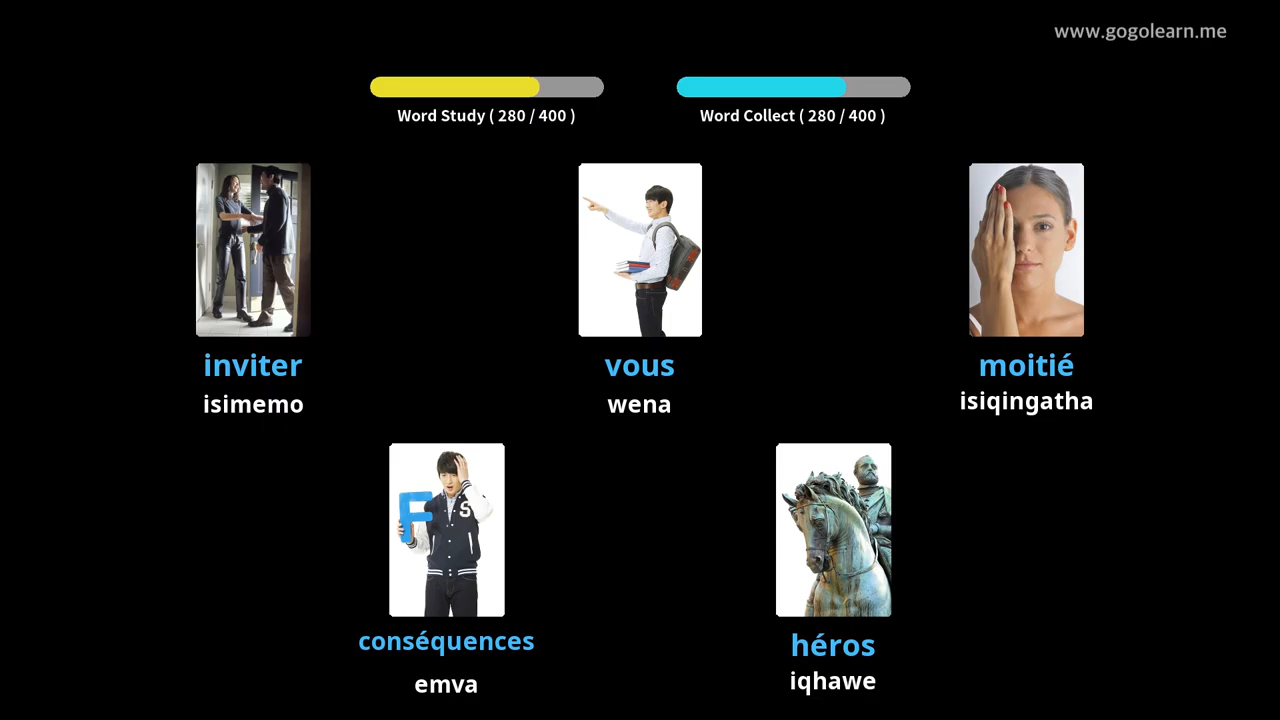 www.gogolearn.me
Word Study ( 280 / 400 )
Word Collect ( 280 / 400 )
inviter
isimemo
vous
wena
moitié
isiqingatha
F
S
conséquences
emva
héros
iqhawe